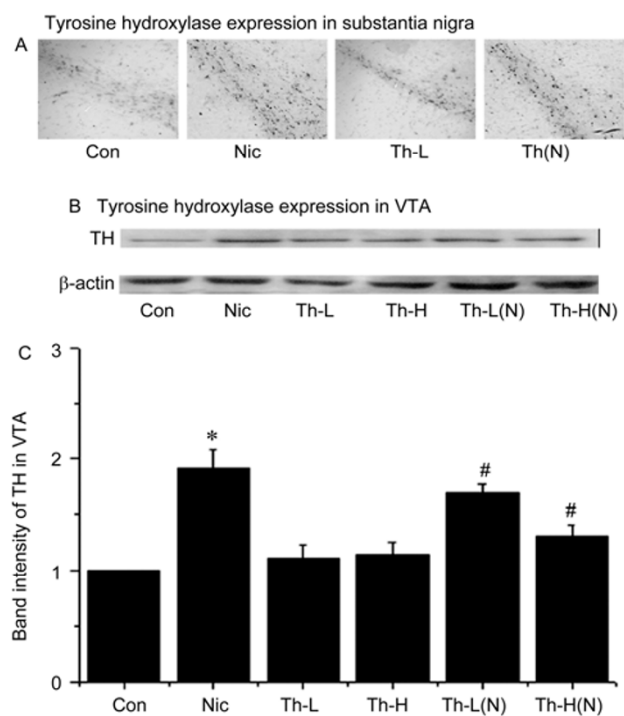 Tyrosine hydroxylase expression in substantia nigra
A
Con Nic Th-L Th(N)
B Tyrosine hydroxylase expression in VTA
TH
β-actin
Con Nic Th-L Th-H Th-L(N) Th-H(N)
C
Band intensity of TH in VTA
3
2
1
0
* # #
Con Nic Th-L Th-H Th-L(N) Th-H(N)